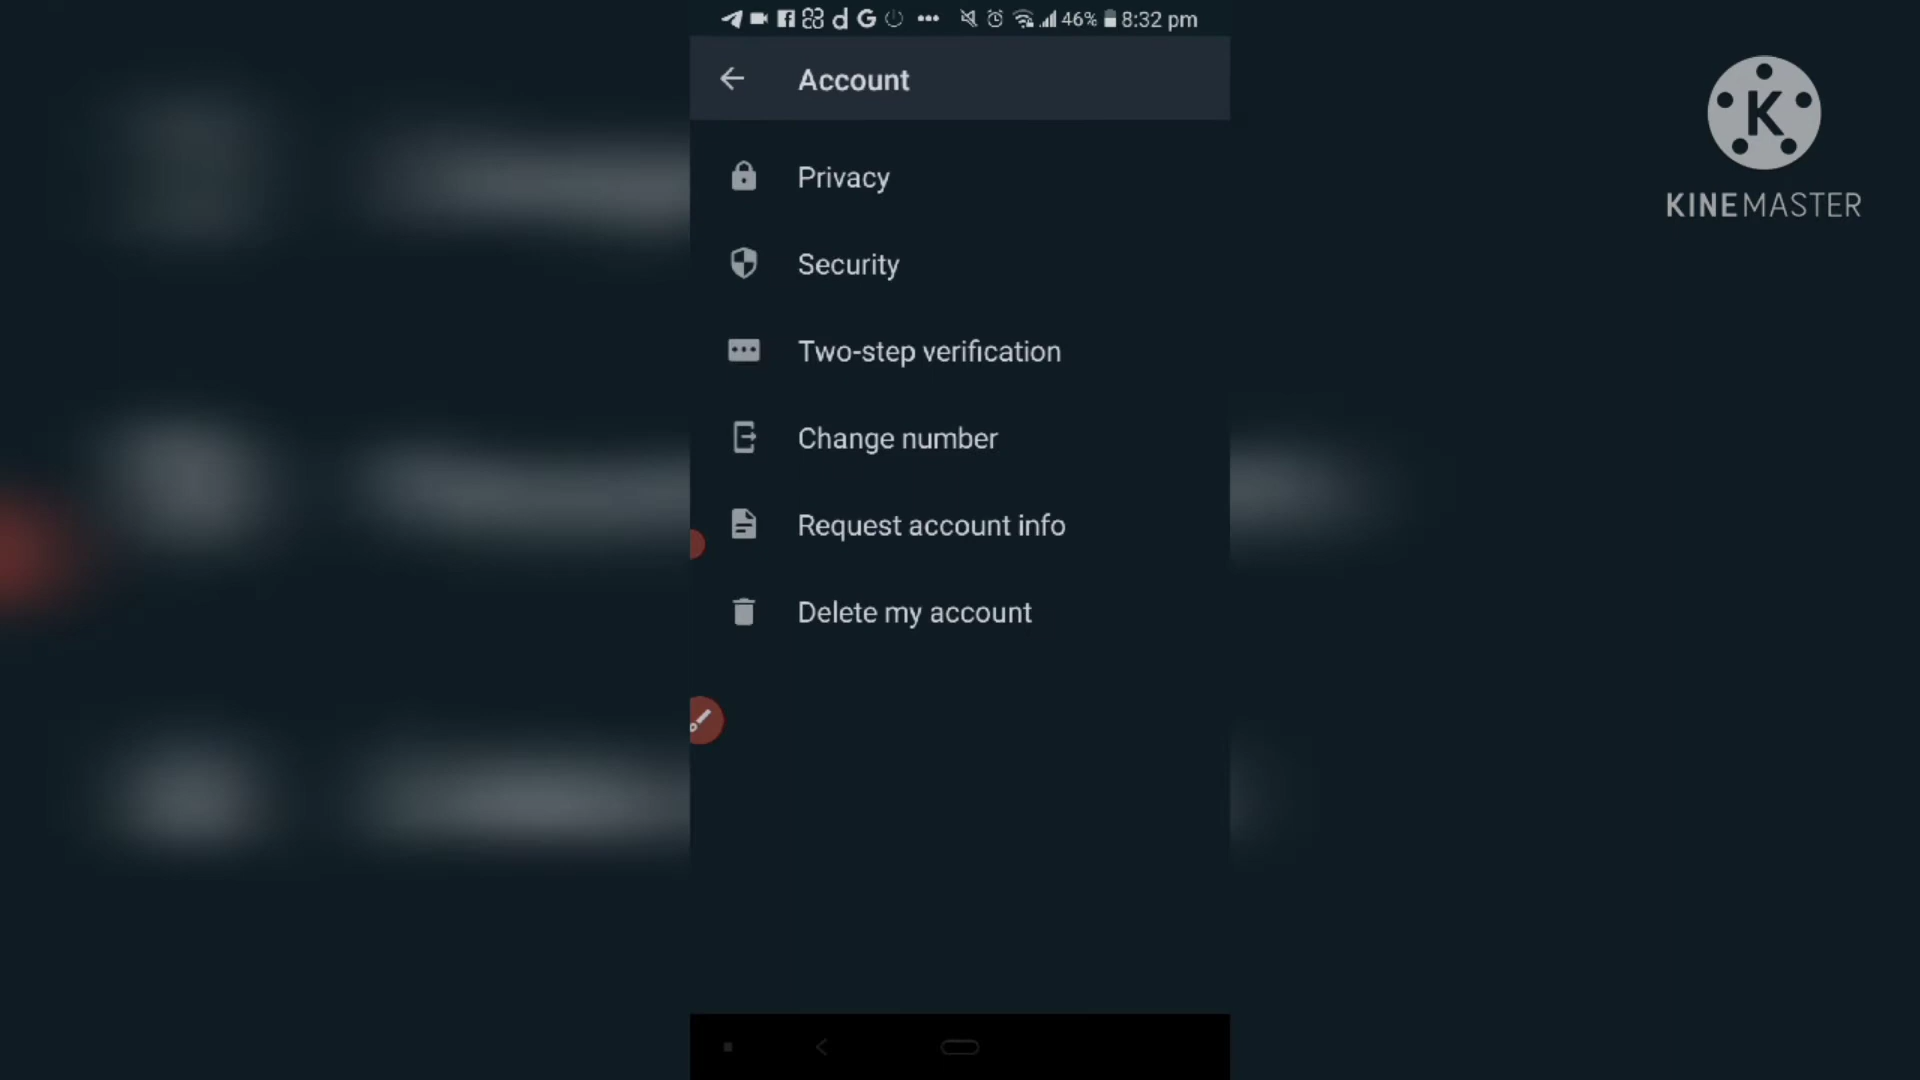 46% 8:32 pm
Account
K
KINEMASTER
Privacy
Security
Two-step verification
Change number
Request account info
Delete my account